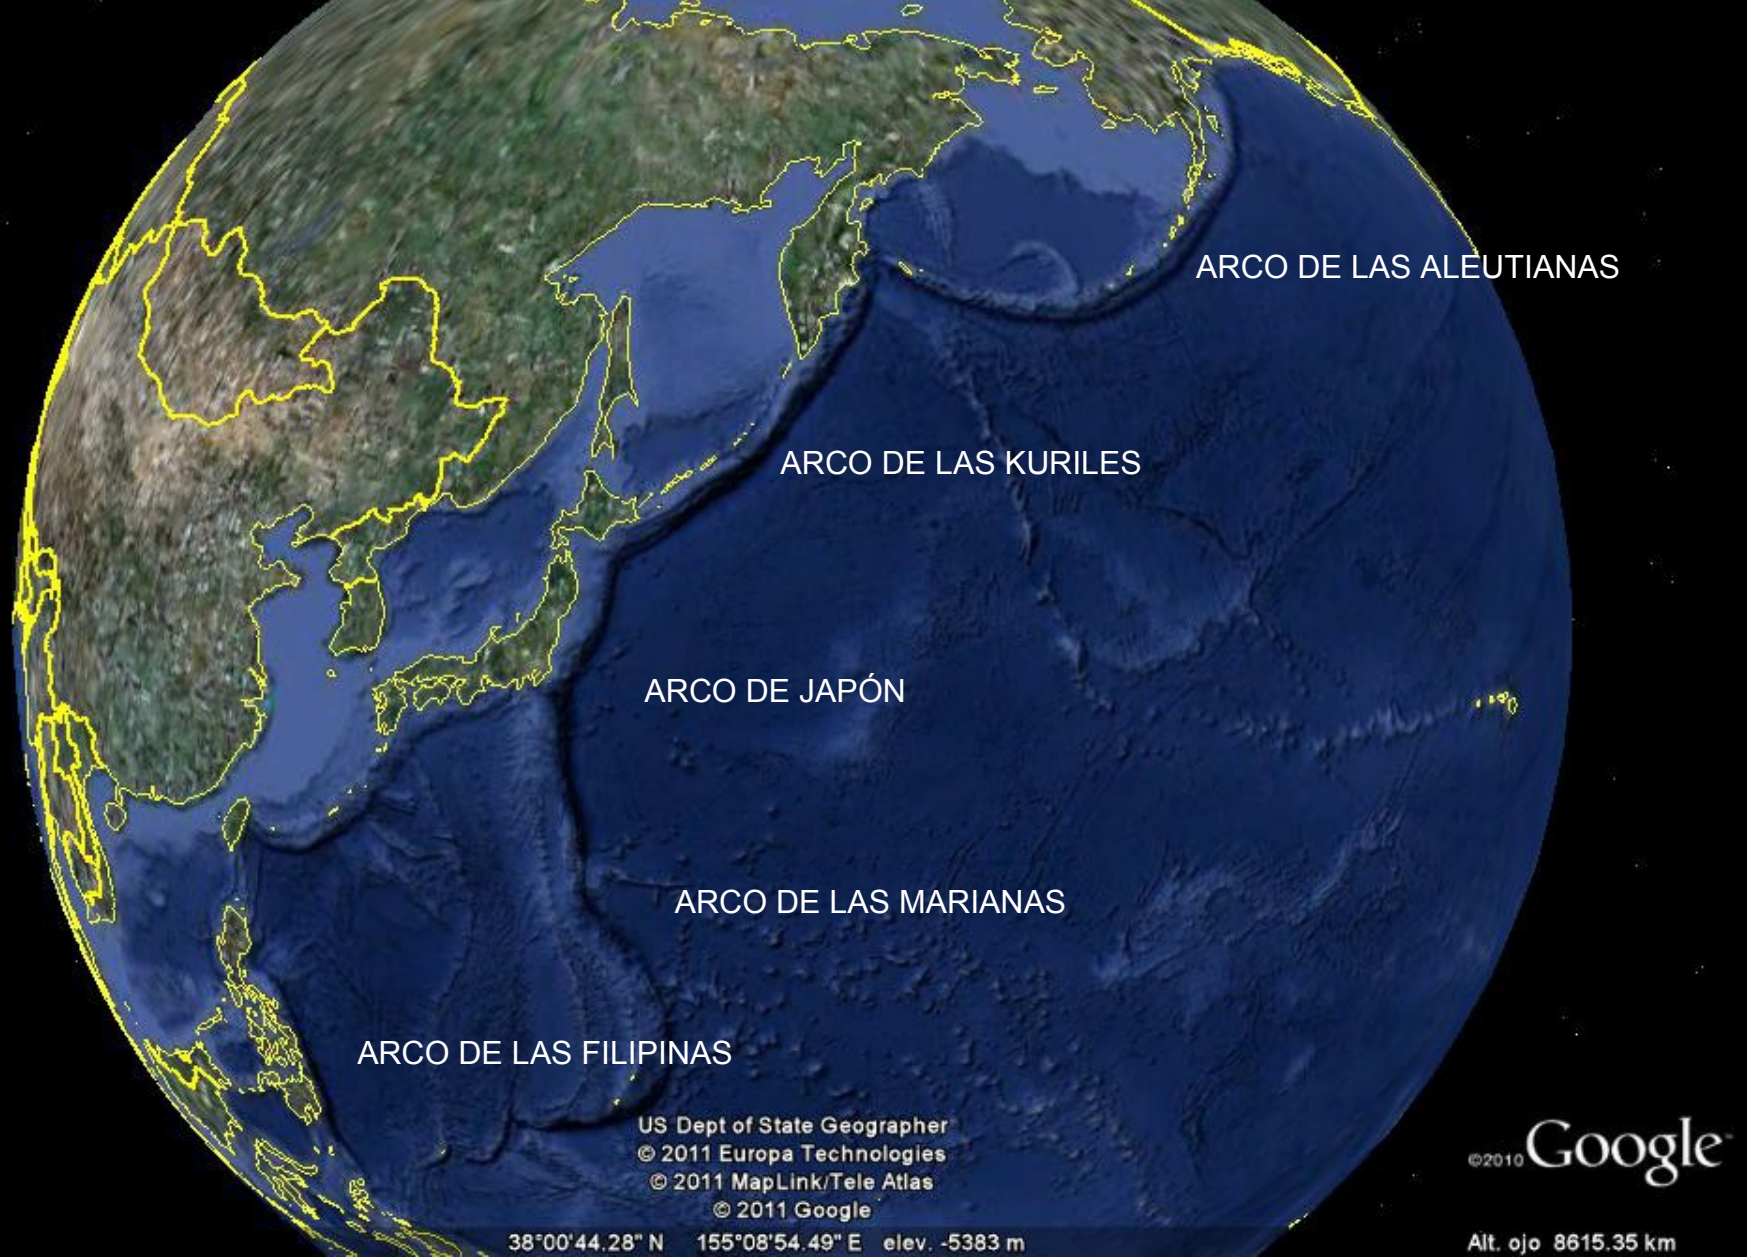 ARCO DE LAS ALEUTIANAS
ARCO DE LAS KURILES
ARCO DE JAPÓN
ARCO DE LAS MARIANAS
ARCO DE LAS FILIPINAS
US Dept of State Geographer
© 2011 Europa Technologies
© 2011 MapLink/Tele Atlas
© 2011 Google
©2010 Google™
38°00'44.28" N 155°08'54.49" E elev. -5383 m
Alt. ojo 8615.35 km